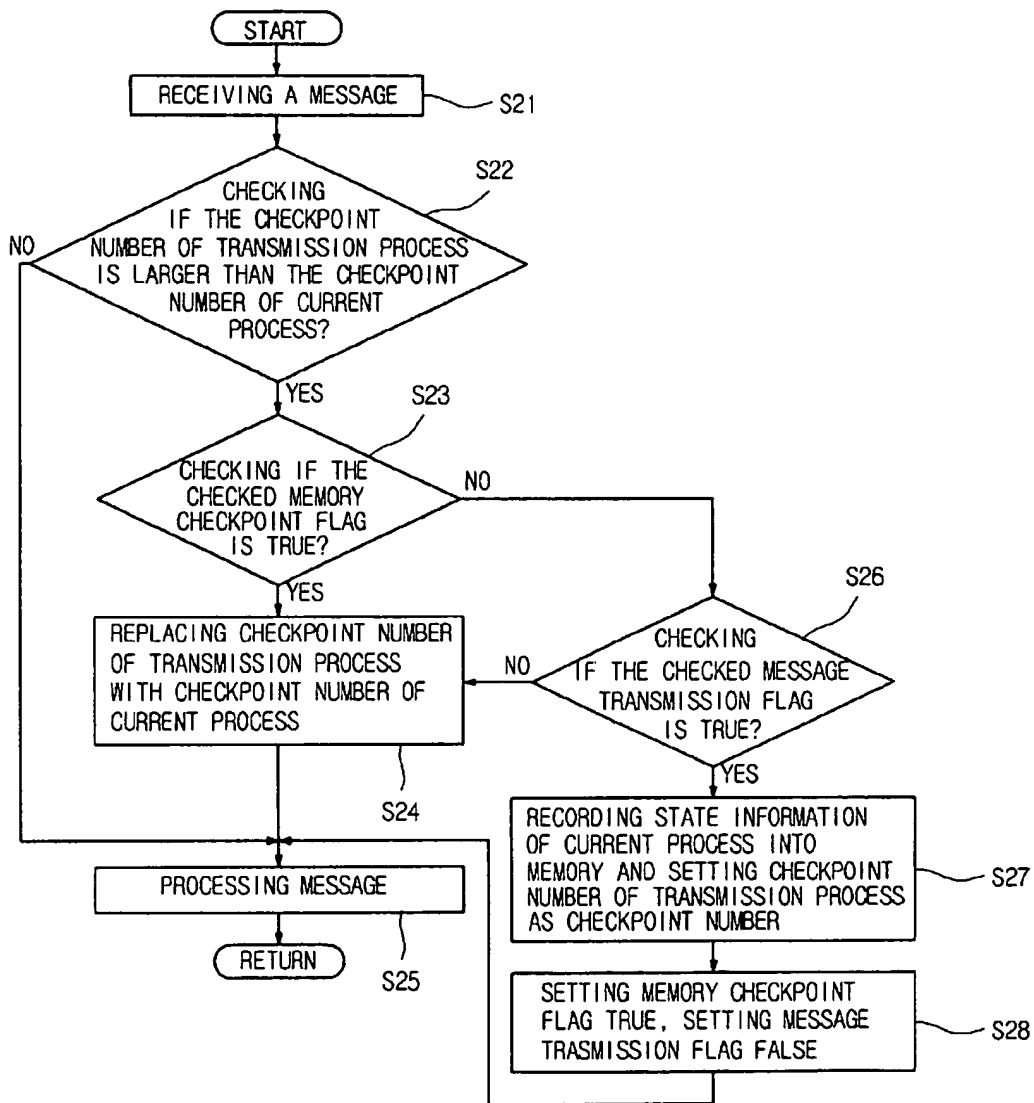 START
RECEIVING A MESSAGE
S21
S22
CHECKING
IF THE CHECKPOINT
NUMBER OF TRANSMISSION PROCESS
IS LARGER THAN THE CHECKPOINT
NUMBER OF CURRENT
PROCESS?
NO
YES
S23
CHECKING IF THE
CHECKED MEMORY
CHECKPOINT FLAG
IS TRUE?
NO
YES
S26
CHECKING
IF THE CHECKED MESSAGE
TRANSMISSION FLAG
IS TRUE?
NO
YES
REPLACING CHECKPOINT NUMBER
OF TRANSMISSION PROCESS
WITH CHECKPOINT NUMBER OF
CURRENT PROCESS
S24
RECORDING STATE INFORMATION
OF CURRENT PROCESS INTO
MEMORY AND SETTING CHECKPOINT
NUMBER OF TRANSMISSION PROCESS
AS CHECKPOINT NUMBER
S27
PROCESSING MESSAGE
S25
RETURN
SETTING MEMORY CHECKPOINT
FLAG TRUE, SETTING MESSAGE
TRASMISSION FLAG FALSE
S28